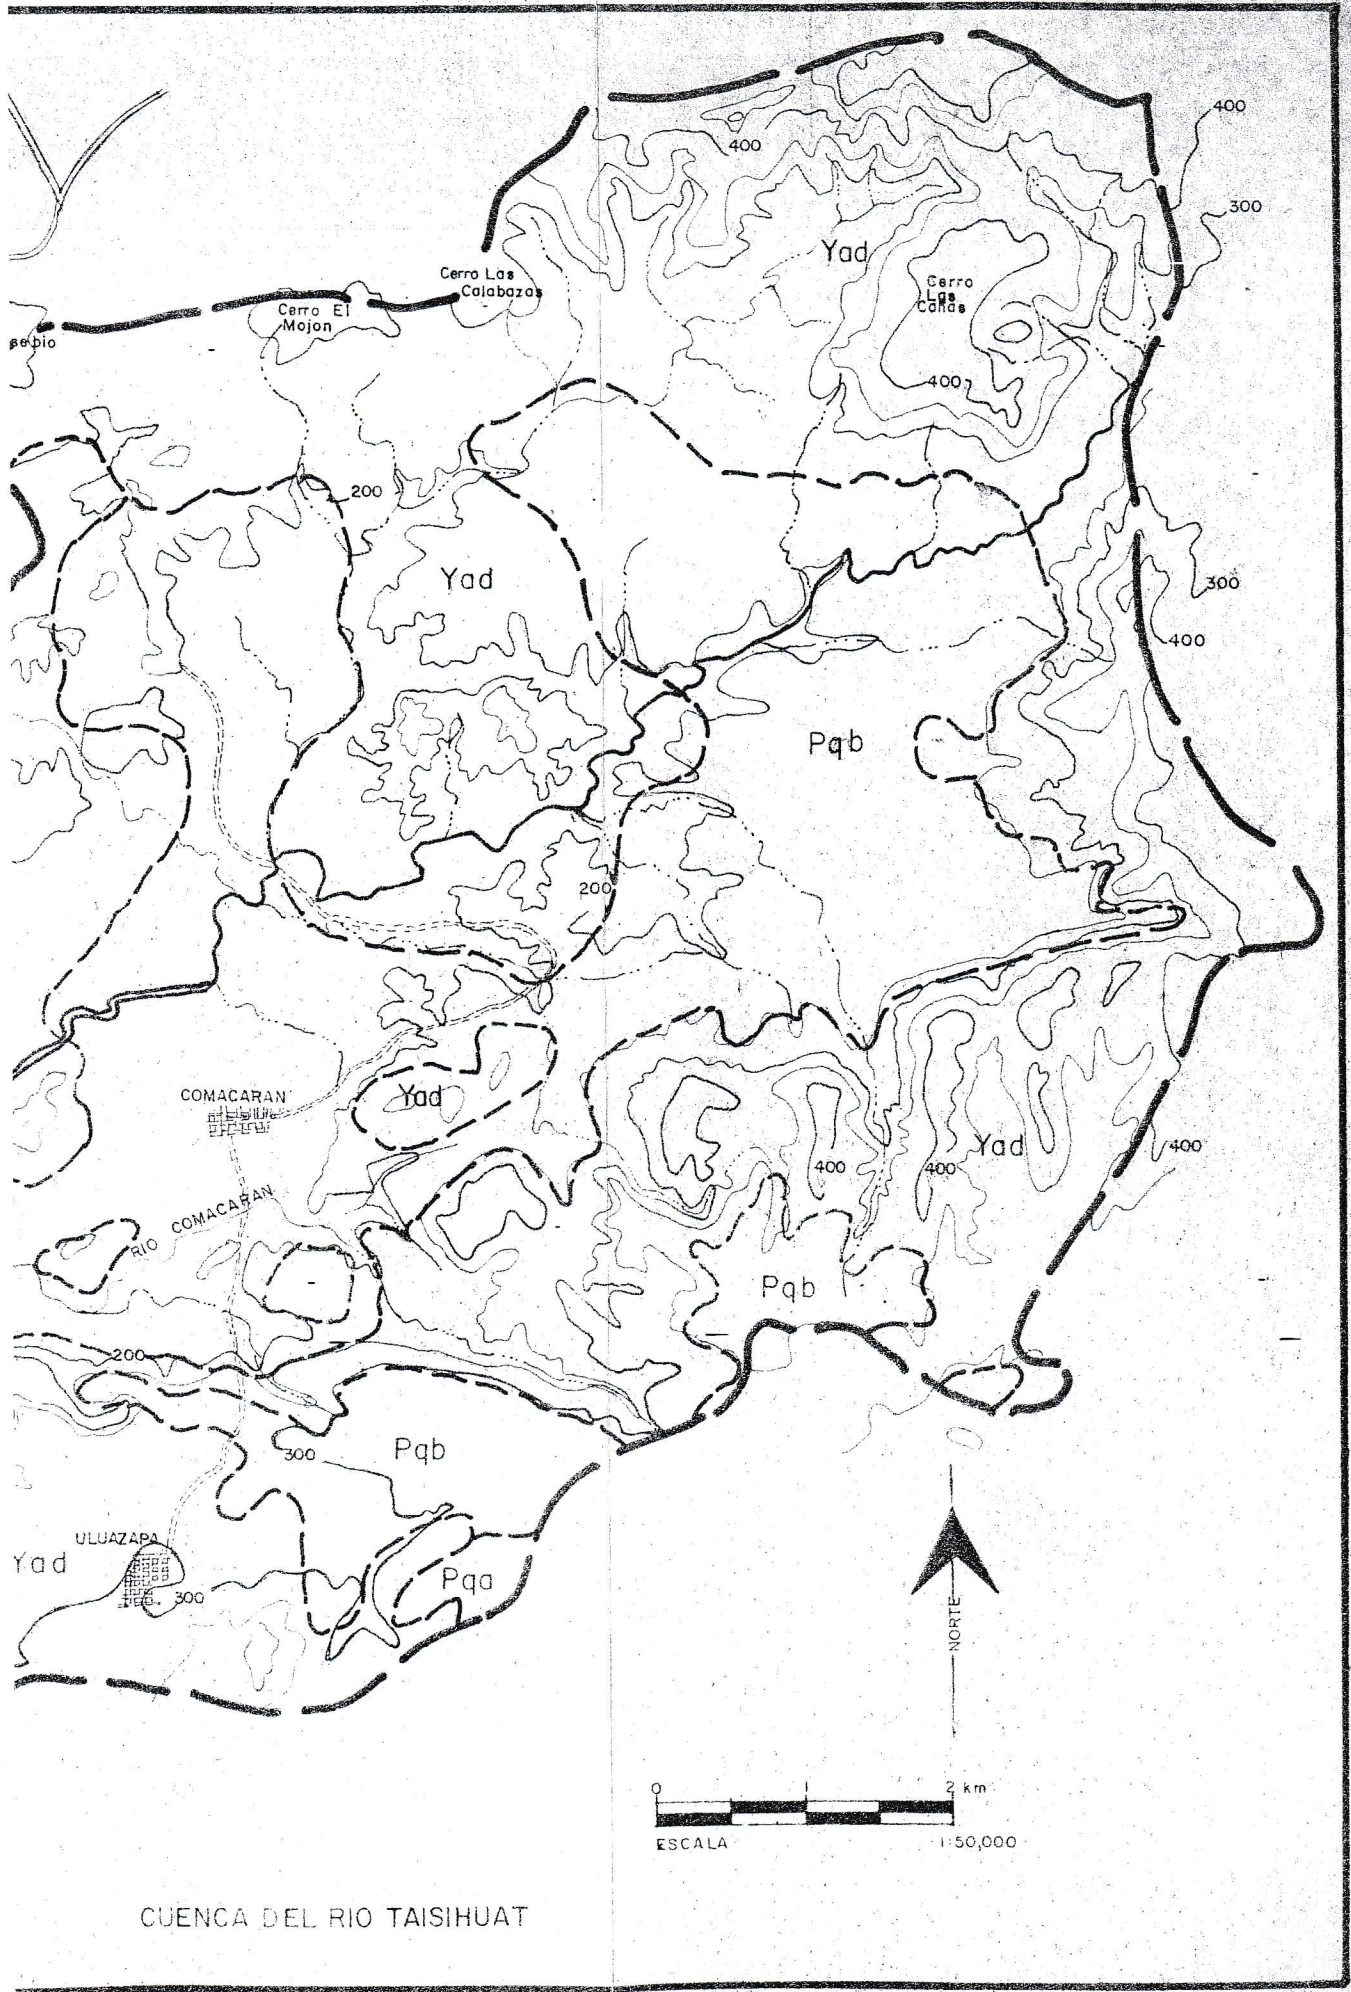 400
400
300
Yad
Cerro Las
Calabazas
Cerro
Las
Cañas
Cerro El
Mojon
sebio
400
200
Yad
300
400
Pqb
200
COMACARAN
Yad
400
400
Yad
400
RIO COMACARAN
Pqb
200
300
Pqb
ULUAZAPA
Yad
300
Pqa
NORTE
0 1 2 km
ESCALA 1:50,000
CUENCA DEL RIO TAISIHUAT